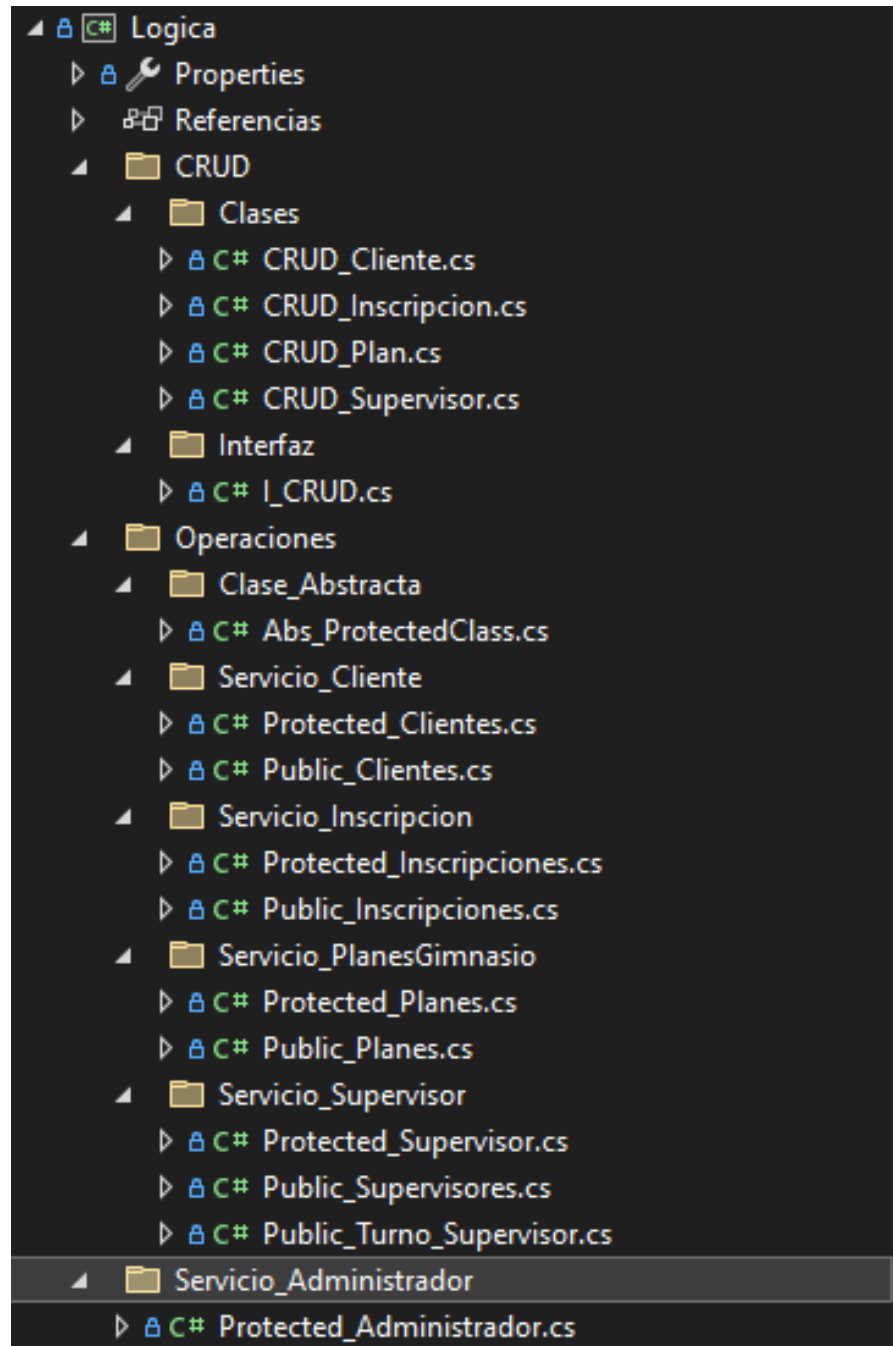 C# Logica
Properties
Referencias
CRUD
Clases
C# CRUD_Cliente.cs
C# CRUD_Inscripcion.cs
C# CRUD_Plan.cs
C# CRUD_Supervisor.cs
Interfaz
C# I_CRUD.cs
Operaciones
Clase_Abstracta
C# Abs_ProtectedClass.cs
Servicio_Cliente
C# Protected_Clientes.cs
C# Public_Clientes.cs
Servicio_Inscripcion
C# Protected_Inscripciones.cs
C# Public_Inscripciones.cs
Servicio_PlanesGimnasio
C# Protected_Planes.cs
C# Public_Planes.cs
Servicio_Supervisor
C# Protected_Supervisor.cs
C# Public_Supervisores.cs
C# Public_Turno_Supervisor.cs
Servicio_Administrador
C# Protected_Administrador.cs